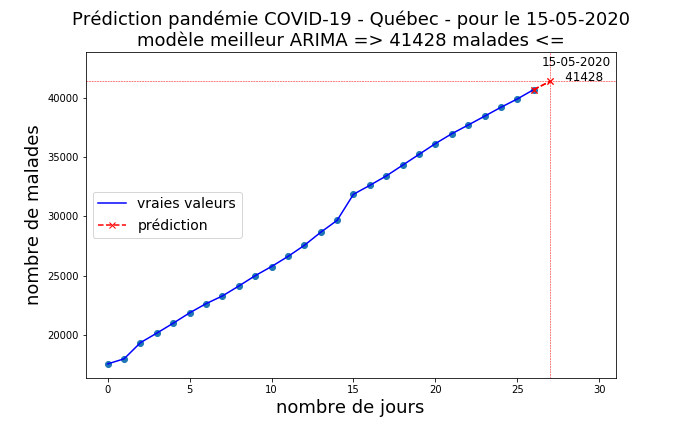 Prédiction pandémie COVID-19 - Québec - pour le 15-05-2020
modèle meilleur ARIMA => 41428 malades <=
15-05-2020
41428
40000
35000
30000
25000
20000
nombre de malades
vraies valeurs
prédiction
0 5 10 15 20 25 30
nombre de jours